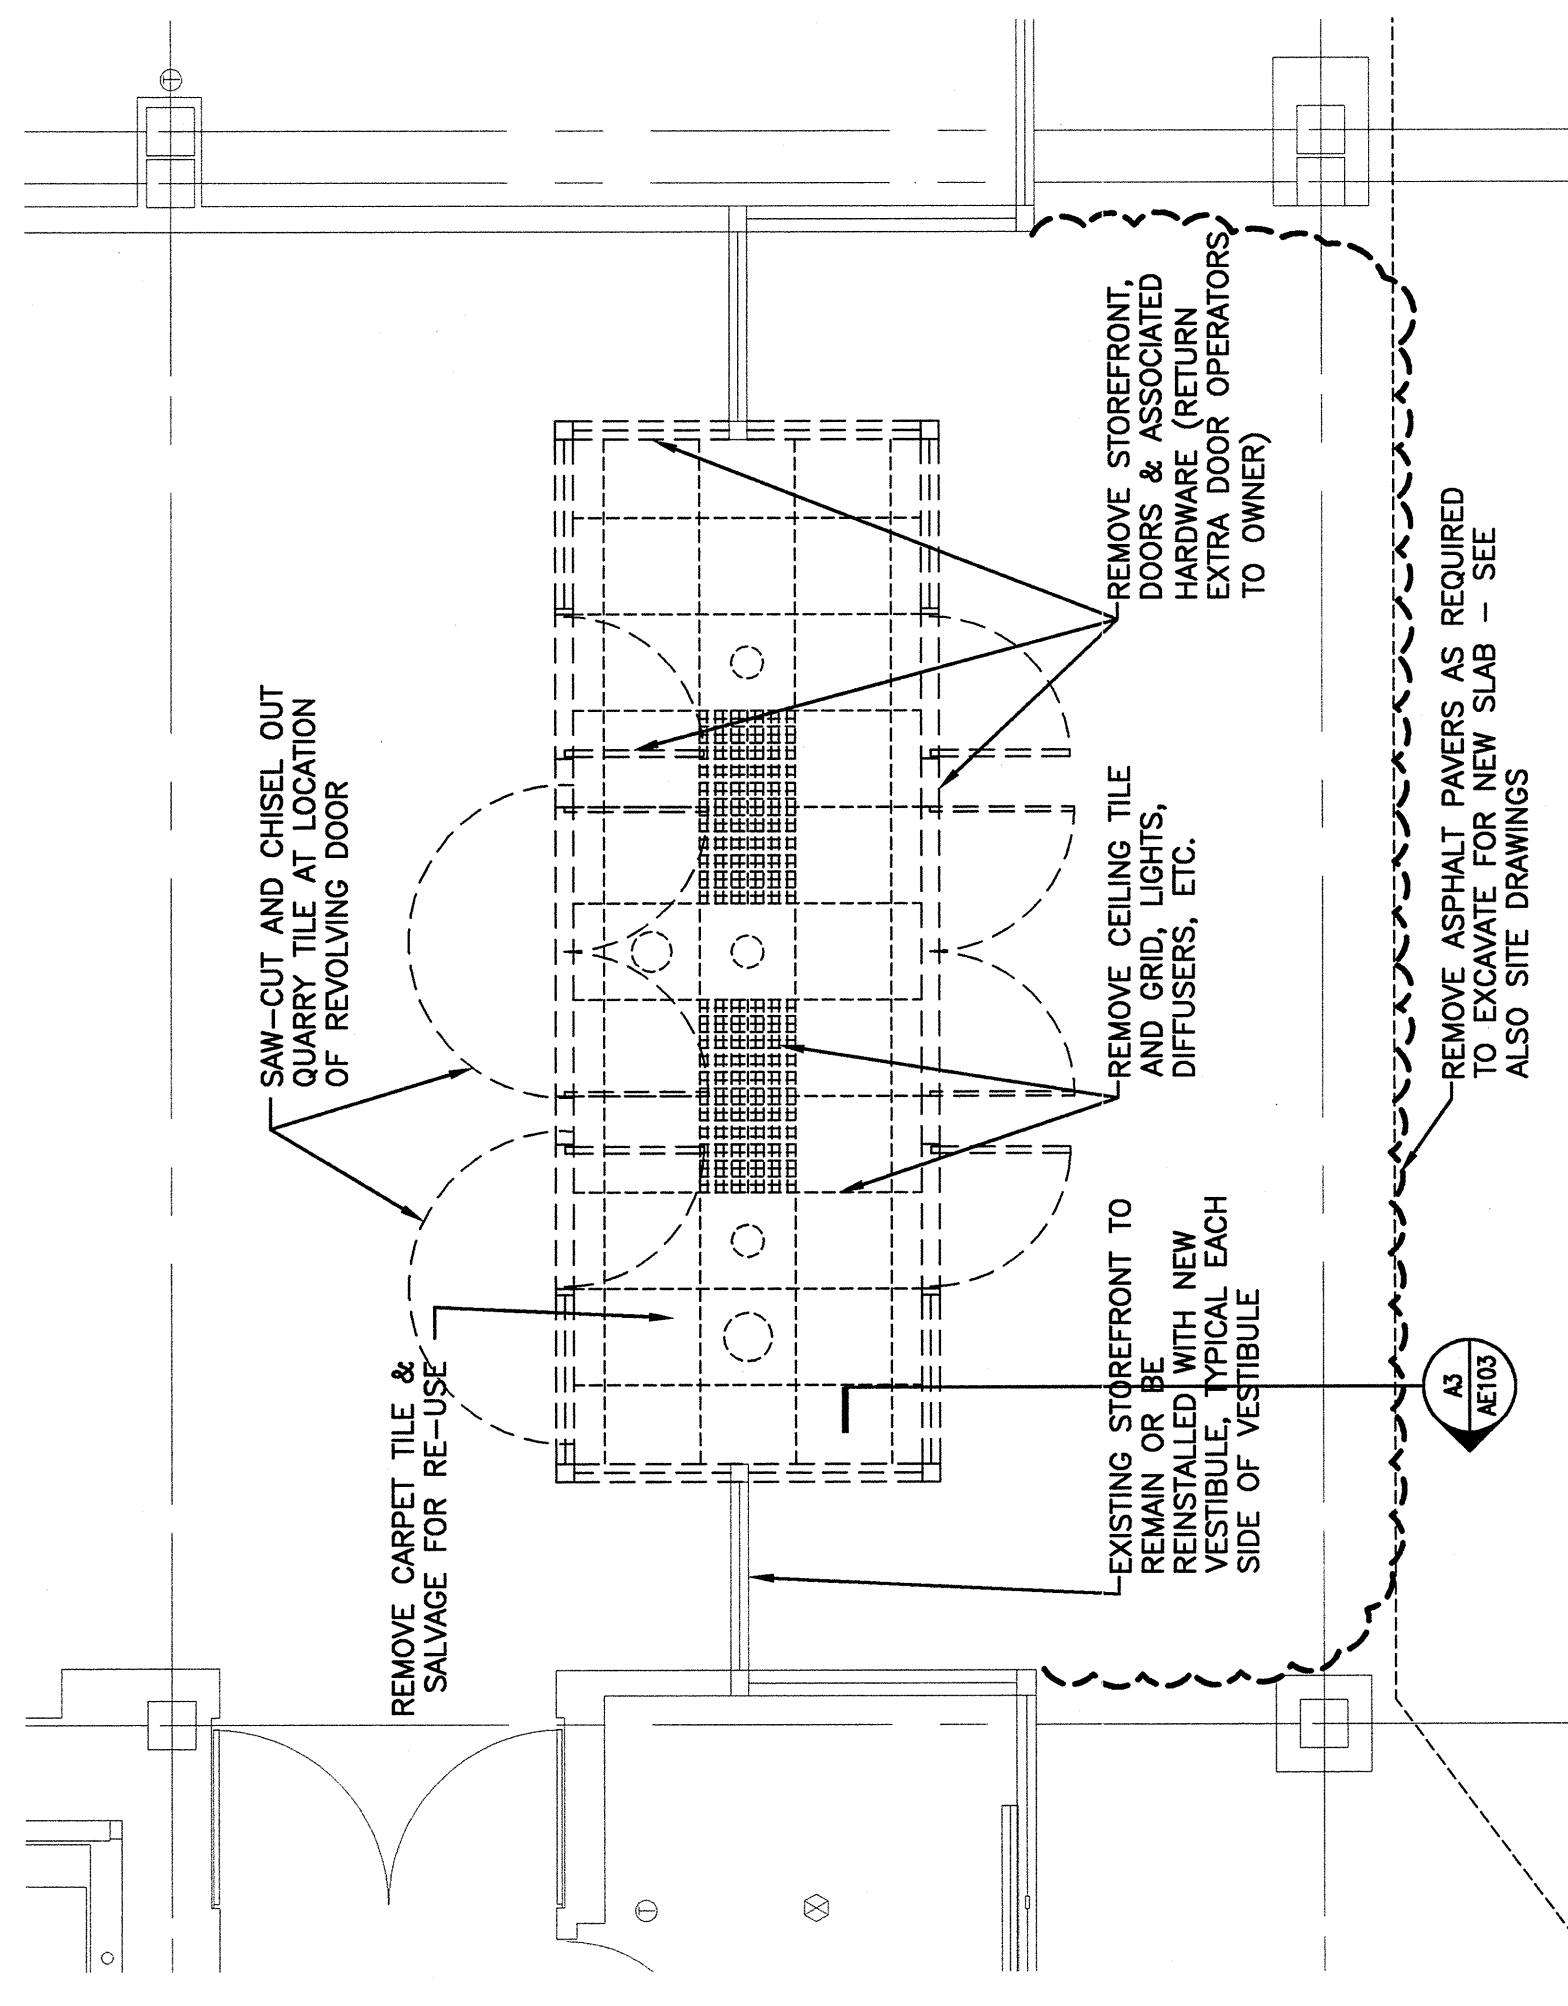 SAW-CUT AND CHISEL OUT
QUARRY TILE AT LOCATION
OF REVOLVING DOOR
REMOVE CARPET TILE &
SALVAGE FOR RE-USE
EXISTING STOREFRONT TO
REMAIN OR BE
REINSTALLED WITH NEW
VESTIBULE, TYPICAL EACH
SIDE OF VESTIBULE
REMOVE CEILING TILE
AND GRID, LIGHTS,
DIFFUSERS, ETC.
REMOVE STOREFRONT,
DOORS & ASSOCIATED
HARDWARE (RETURN
EXTRA DOOR OPERATORS
TO OWNER)
A3
AE103
REMOVE ASPHALT PAVERS AS REQUIRED
TO EXCAVATE FOR NEW SLAB - SEE
ALSO SITE DRAWINGS
T